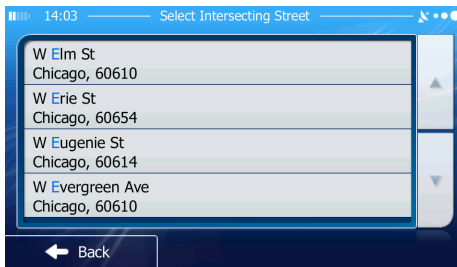 14:03 Select Intersecting Street
W Elm St
Chicago, 60610
W Erie St
Chicago, 60654
W Eugenie St
Chicago, 60614
W Evergreen Ave
Chicago, 60610
Back